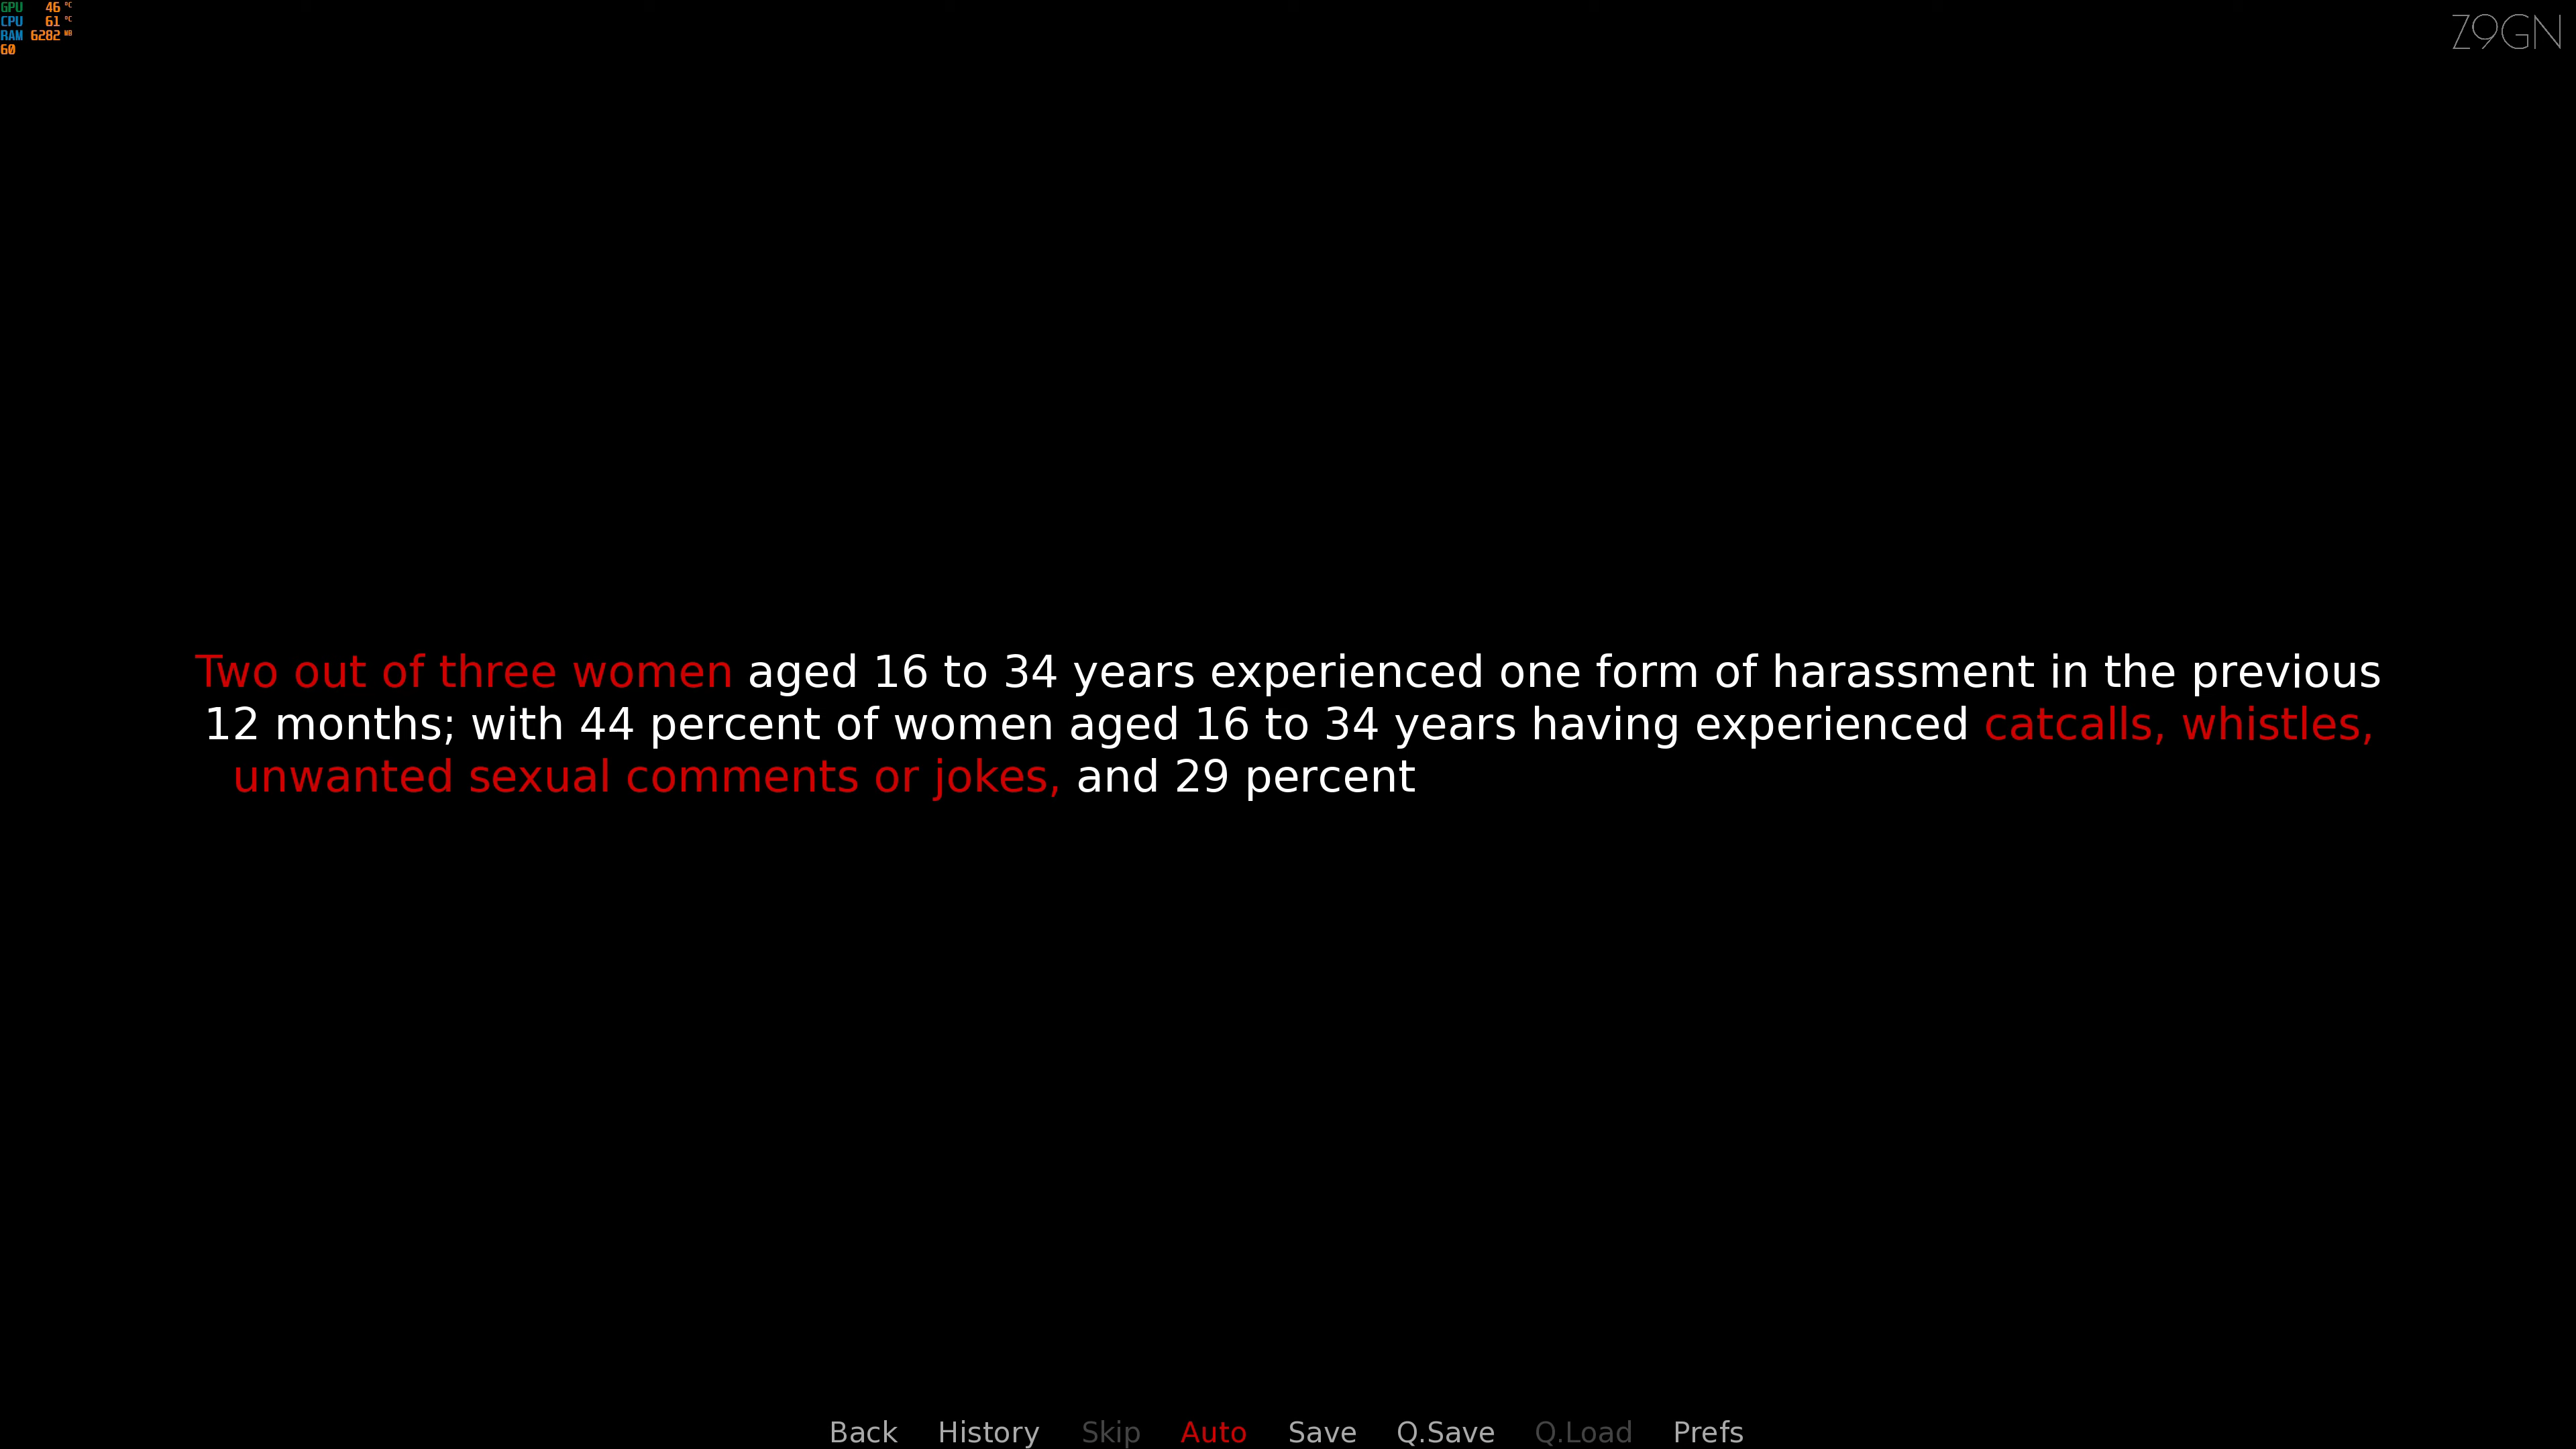 GPU 46 °C
CPU 61 °C
RAM 6282 MB
60
Z9GN
Two out of three women aged 16 to 34 years experienced one form of harassment in the previous
12 months; with 44 percent of women aged 16 to 34 years having experienced catcalls, whistles,
unwanted sexual comments or jokes, and 29 percent
Back History Skip Auto Save Q.Save Q.Load Prefs